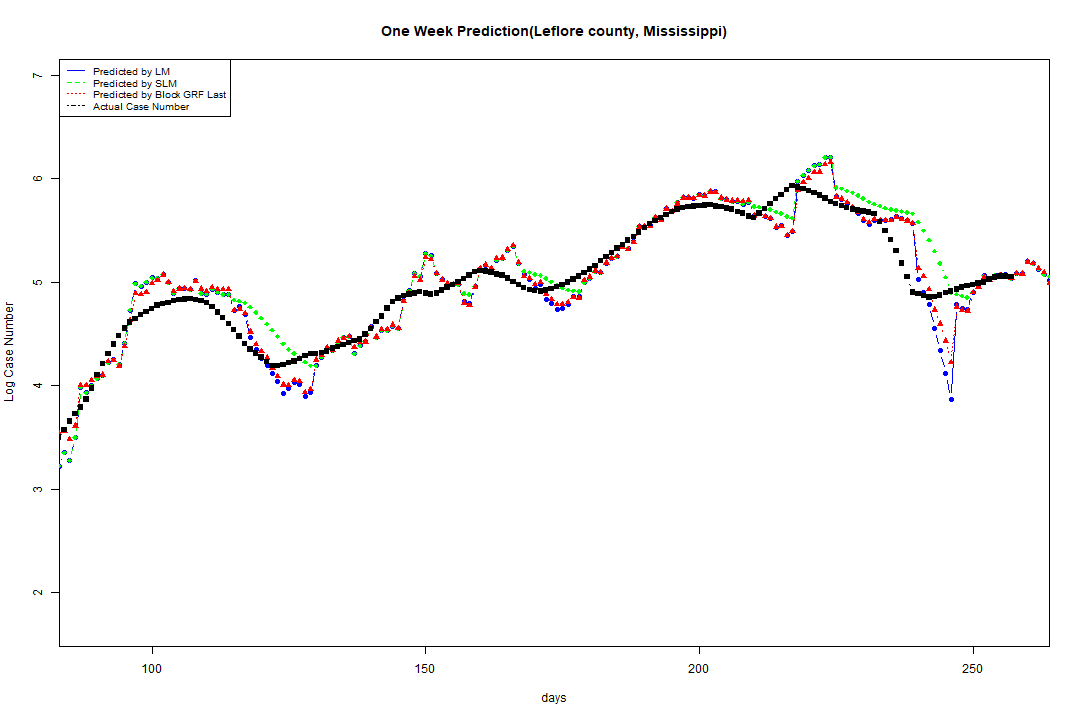 One Week Prediction(Leflore county, Mississippi)
Predicted by LM
Predicted by SLM
Predicted by Block GRF Last
Actual Case Number
Log Case Number
7
6
5
4
3
2
100 150 200 250
days